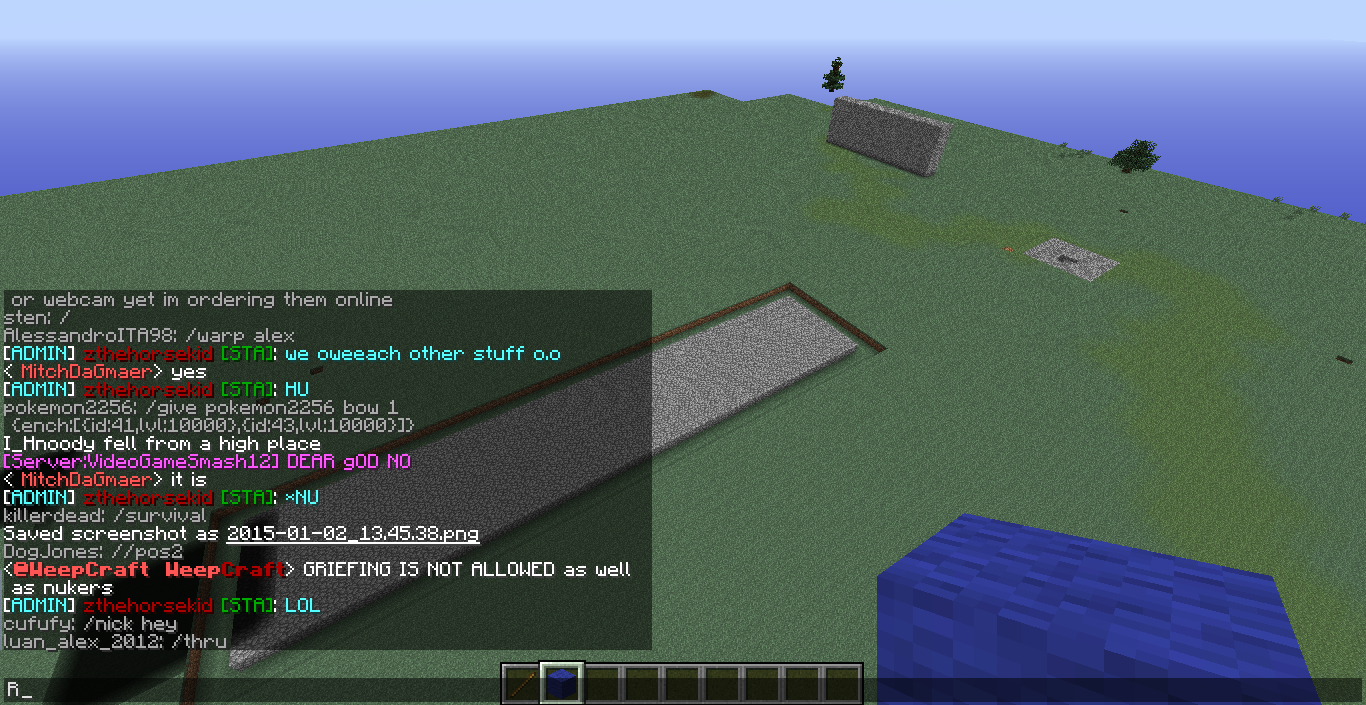 or webcam yet im ordering them online
sten: /
AlessandroITA98: /warp alex
[ADMIN] zthehorsekid [STA]: we oweeach other stuff o.o
< MitchDaGmaer> yes
[ADMIN] zthehorsekid [STA]: HU
pokemon2256: /give pokemon2256 bow 1
{ench:[{id:41,lvl:10000},{id:43,lvl:10000}]}
I_Hnoody fell from a high place
[Server:VideoGameSmash12] DEAR gOD NO
< MitchDaGmaer> it is
[ADMIN] zthehorsekid [STA]: *NU
killerdead: /survival
Saved screenshot as 2015-01-02_13.45.38.png
DogJones: //pos2
<@WeepCraft WeepCraft> GRIEFING IS NOT ALLOWED as well
as nukers
[ADMIN] zthehorsekid [STA]: LOL
cufufy: /nick hey
luan_alex_2012: /thru
R_